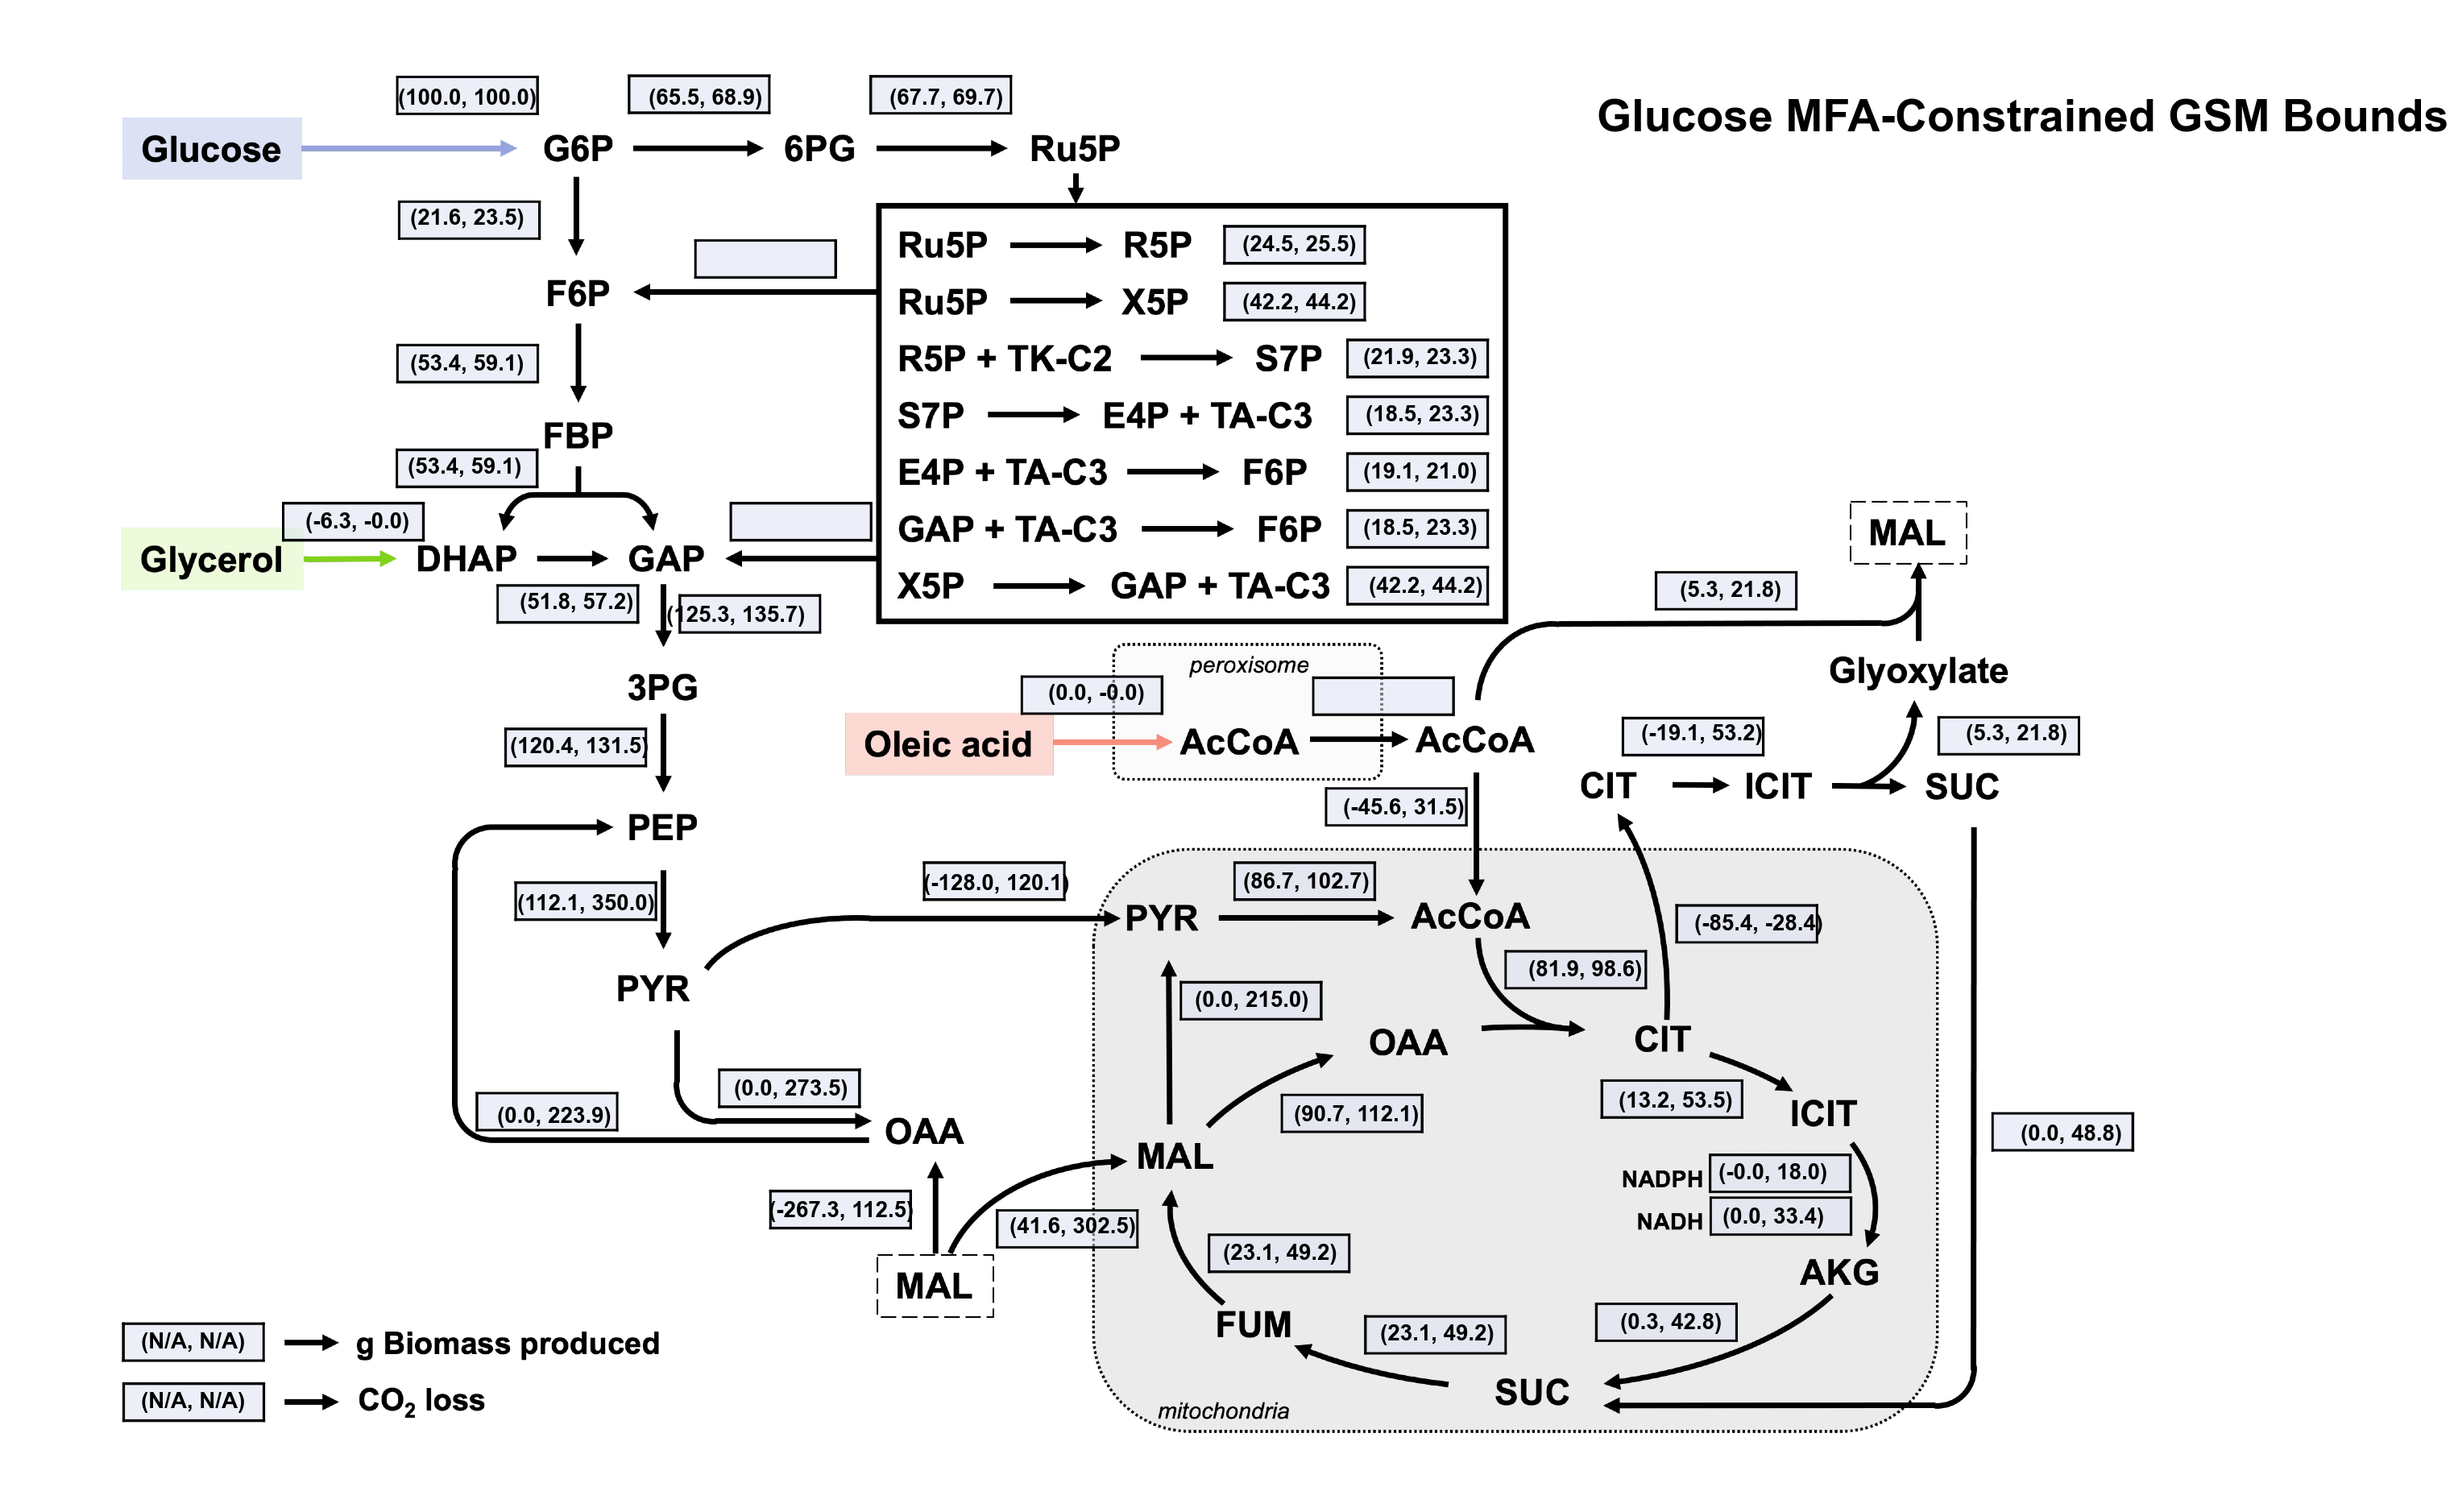 Glucose MFA-Constrained GSM Bounds
(100.0, 100.0) (65.5, 68.9) (67.7, 69.7)
Glucose G6P 6PG Ru5P
(21.6, 23.5)
Ru5P R5P (24.5, 25.5)
F6P
Ru5P X5P (42.2, 44.2)
R5P + TK-C2 S7P (21.9, 23.3)
(53.4, 59.1)
S7P E4P + TA-C3 (18.5, 23.3)
FBP
(53.4, 59.1)
E4P + TA-C3 F6P (19.1, 21.0)
(-6.3, -0.0)
GAP + TA-C3 F6P (18.5, 23.3)
MAL
Glycerol DHAP GAP
X5P GAP + TA-C3 (42.2, 44.2)
(5.3, 21.8)
(51.8, 57.2) (125.3, 135.7)
peroxisome
Glyoxylate
3PG
(0.0, -0.0)
(120.4, 131.5)
Oleic acid AcCoA AcCoA
(-19.1, 53.2) (5.3, 21.8)
CIT ICIT SUC
(-45.6, 31.5)
PEP
(112.1, 350.0)
(-128.0, 120.1) (86.7, 102.7)
PYR AcCoA
(-85.4, -28.4)
(81.9, 98.6)
PYR
(0.0, 215.0)
OAA CIT
(0.0, 273.5)
(0.0, 223.9)
(90.7, 112.1) (13.2, 53.5)
ICIT
OAA
(0.0, 48.8)
MAL
NADPH (-0.0, 18.0)
(-267.3, 112.5)
(41.6, 302.5)
NADH (0.0, 33.4)
(23.1, 49.2)
AKG
MAL
FUM
(23.1, 49.2) (0.3, 42.8)
(N/A, N/A) g Biomass produced
SUC
(N/A, N/A) CO₂ loss
mitochondria